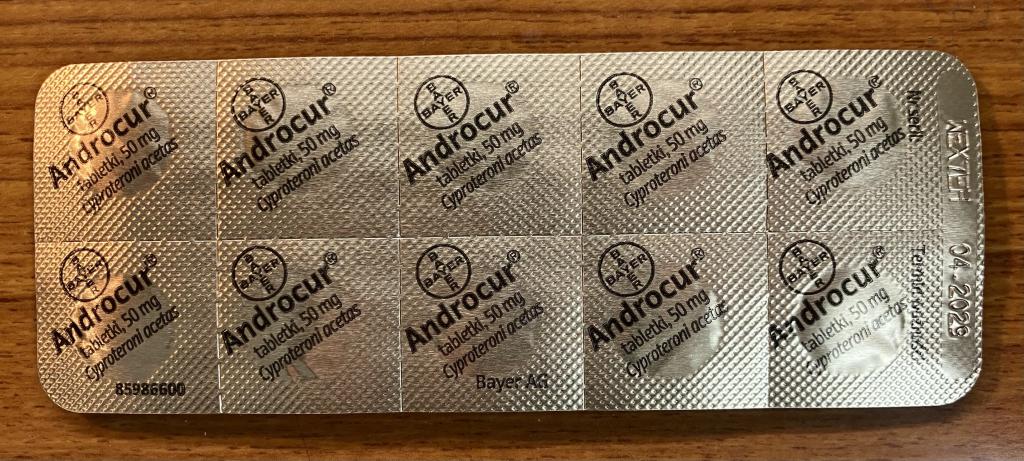 BAYER
Androcur®
tabletki, 50 mg
Cyproteroni acetas
BAYER
Androcur®
tabletki, 50 mg
Cyproteroni acetas
BAYER
Androcur®
tabletki, 50 mg
Cyproteroni acetas
BAYER
Androcur®
tabletki, 50 mg
Cyproteroni acetas
BAYER
Androcur®
tabletki, 50 mg
Cyproteroni acetas
BAYER
Androcur®
tabletki, 50 mg
Cyproteroni acetas
85986600
BAYER
Androcur®
tabletki, 50 mg
Cyproteroni acetas
BAYER
Androcur®
tabletki, 50 mg
Cyproteroni acetas
Bayer AG
BAYER
Androcur®
tabletki, 50 mg
Cyproteroni acetas
BAYER
Androcur®
tabletki, 50 mg
Cyproteroni acetas
Nr serii:
Termin ważności:
04 2029